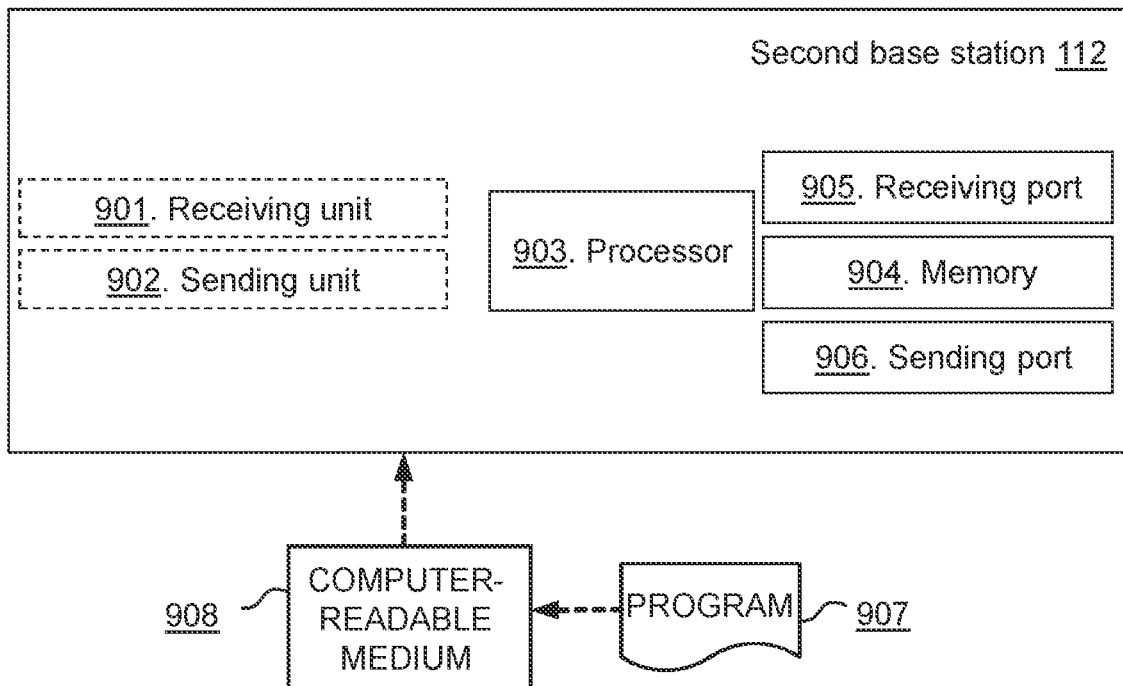 Second base station 112
901. Receiving unit
902. Sending unit
903. Processor
905. Receiving port
904. Memory
906. Sending port
908
COMPUTER-
READABLE
MEDIUM
PROGRAM
907